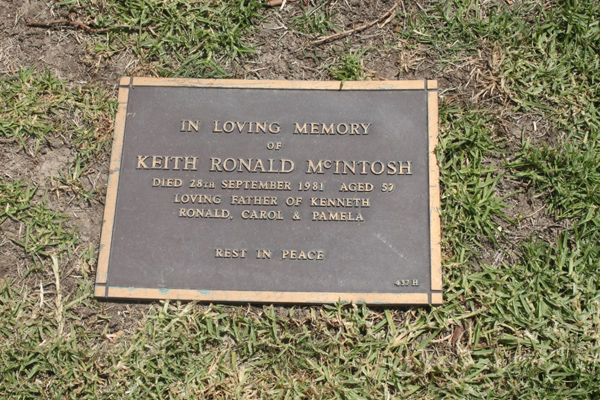 IN LOVING MEMORY
OF
KEITH RONALD McINTOSH
DIED 28TH SEPTEMBER 1981 AGED
LOVING FATHER OF KENNETH
RONALD, CAROL & PAMELA
REST IN PEACE
437 H